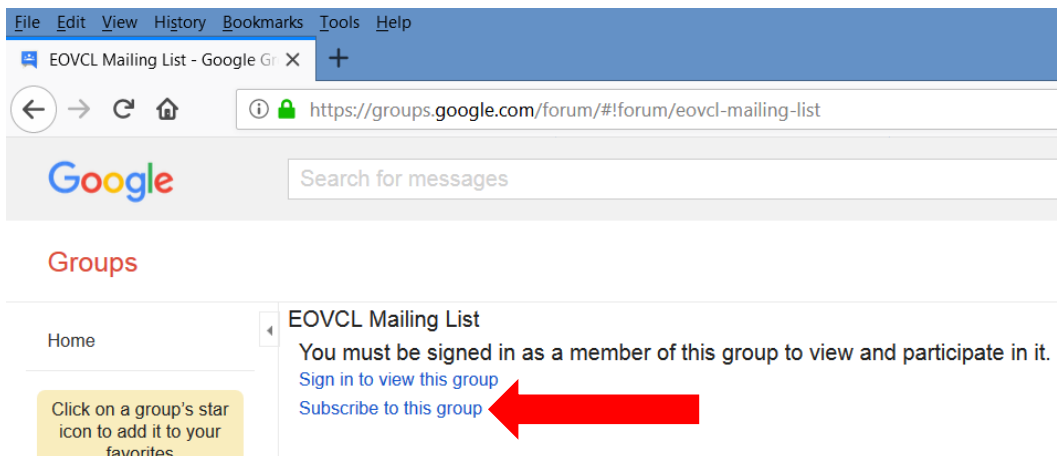 File Edit View History Bookmarks Tools Help
EOVCL Mailing List - Google Gr
https://groups.google.com/forum/#!forum/eovcl-mailing-list
Google
Search for messages
Groups
Home
EOVCL Mailing List
You must be signed in as a member of this group to view and participate in it.
Sign in to view this group
Subscribe to this group
Click on a group's star
icon to add it to your
favorites